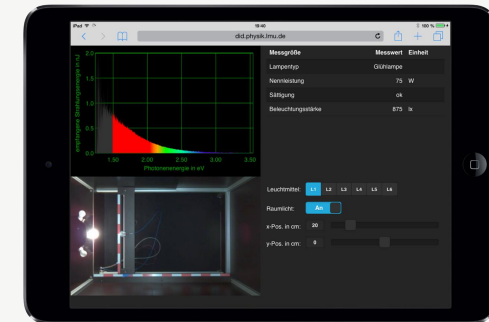 iPad
18:40
100 %
did.physik.lmu.de
empfangene Strahlungsenergie in nJ
2.0
1.5
1.0
0.5
0.0
1.50 2.00 2.50 3.00 3.50
Photonenenergie in eV
Messgröße Messwert Einheit
Lampentyp Glühlampe
Nennleistung 75 W
Sättigung ok
Beleuchtungsstärke 875 lx
Leuchtmittel: L1 L2 L3 L4 L5 L6
Raumlicht: An
x-Pos. in cm: 20
y-Pos. in cm: 0